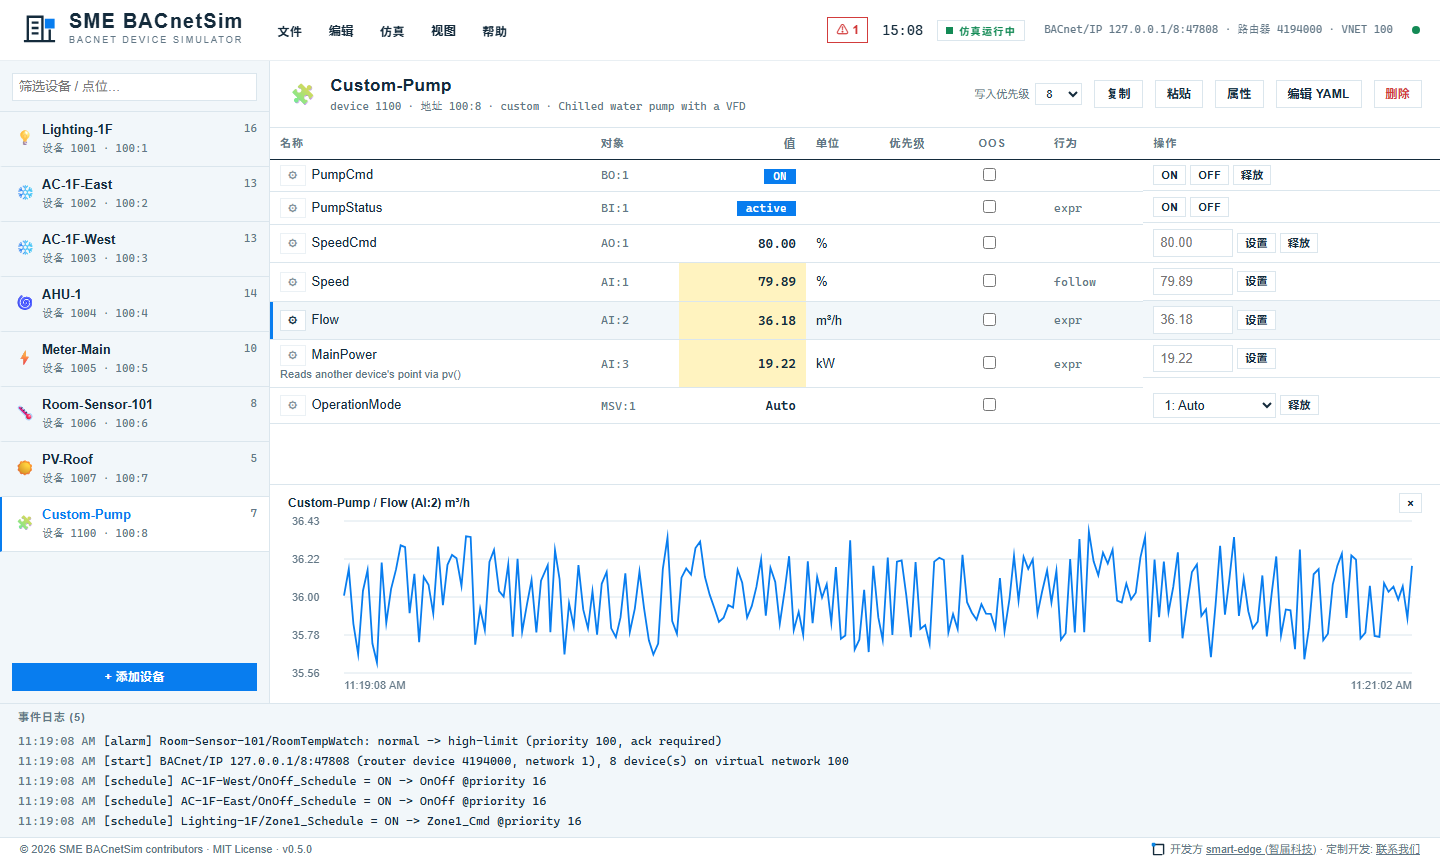 SME BACnetSim
BACNET DEVICE SIMULATOR
文件 编辑 仿真 视图 帮助
1 15:08 仿真运行中 BACnet/IP 127.0.0.1/8:47808 · 路由器 4194000 · VNET 100
筛选设备 / 点位...
Lighting-1F 16
设备 1001 · 100:1
AC-1F-East 13
设备 1002 · 100:2
AC-1F-West 13
设备 1003 · 100:3
AHU-1 14
设备 1004 · 100:4
Meter-Main 10
设备 1005 · 100:5
Room-Sensor-101 8
设备 1006 · 100:6
PV-Roof 5
设备 1007 · 100:7
Custom-Pump 7
设备 1100 · 100:8
+ 添加设备
Custom-Pump
device 1100 · 地址 100:8 · custom · Chilled water pump with a VFD
写入优先级 8 复制 粘贴 属性 编辑 YAML 删除
名称 对象 值 单位 优先级 OOS 行为 操作
PumpCmd BO:1 ON ON OFF 释放
PumpStatus BI:1 active expr ON OFF
SpeedCmd AO:1 80.00 % 80.00 设置 释放
Speed AI:1 79.89 % follow 79.89 设置
Flow AI:2 36.18 m³/h expr 36.18 设置
MainPower AI:3 19.22 kW expr 19.22 设置
Reads another device's point via pv()
OperationMode MSV:1 Auto 1: Auto 释放
Custom-Pump / Flow (AI:2) m³/h ×
36.43
36.22
36.00
35.78
35.56
11:19:08 AM 11:21:02 AM
事件日志 (5)
11:19:08 AM [alarm] Room-Sensor-101/RoomTempWatch: normal -> high-limit (priority 100, ack required)
11:19:08 AM [start] BACnet/IP 127.0.0.1/8:47808 (router device 4194000, network 1), 8 device(s) on virtual network 100
11:19:08 AM [schedule] AC-1F-West/OnOff_Schedule = ON -> OnOff @priority 16
11:19:08 AM [schedule] AC-1F-East/OnOff_Schedule = ON -> OnOff @priority 16
11:19:08 AM [schedule] Lighting-1F/Zone1_Schedule = ON -> Zone1_Cmd @priority 16
© 2026 SME BACnetSim contributors · MIT License · v0.5.0 开发方 smart-edge (智届科技) · 定制开发: 联系我们